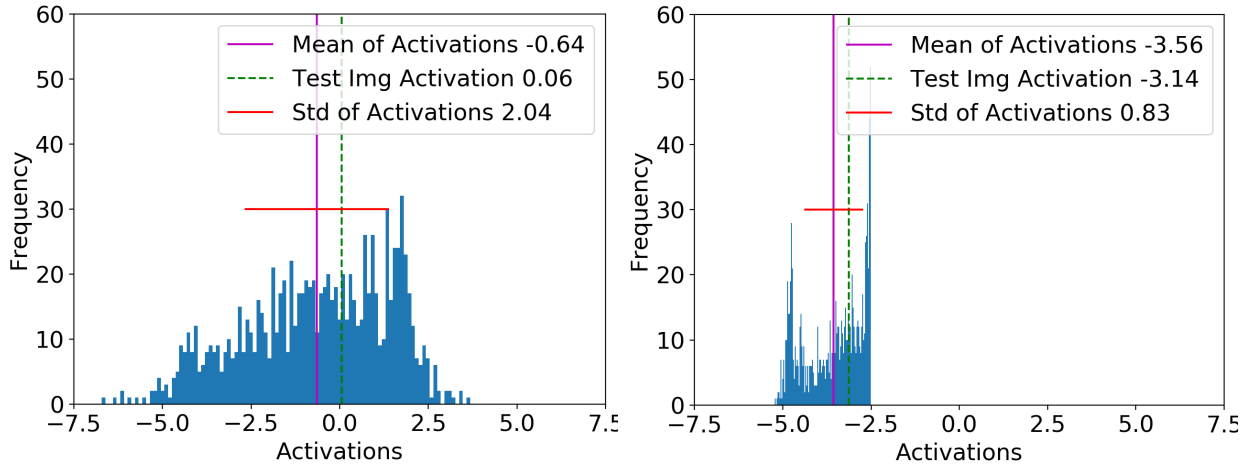 60
50
40
30
20
10
0
Frequency
Mean of Activations -0.64
Test Img Activation 0.06
Std of Activations 2.04
−7.5 −5.0 −2.5 0.0 2.5 5.0 7.5
Activations
60
50
40
30
20
10
0
Frequency
Mean of Activations -3.56
Test Img Activation -3.14
Std of Activations 0.83
−7.5 −5.0 −2.5 0.0 2.5 5.0 7.5
Activations